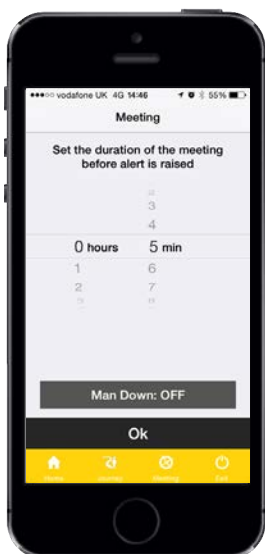 vodafone UK 4G 14:46 55%
Meeting
Set the duration of the meeting
before alert is raised
3
4
0 hours 5 min
1 6
2 7
Man Down: OFF
Ok
Home Journey Meeting Exit